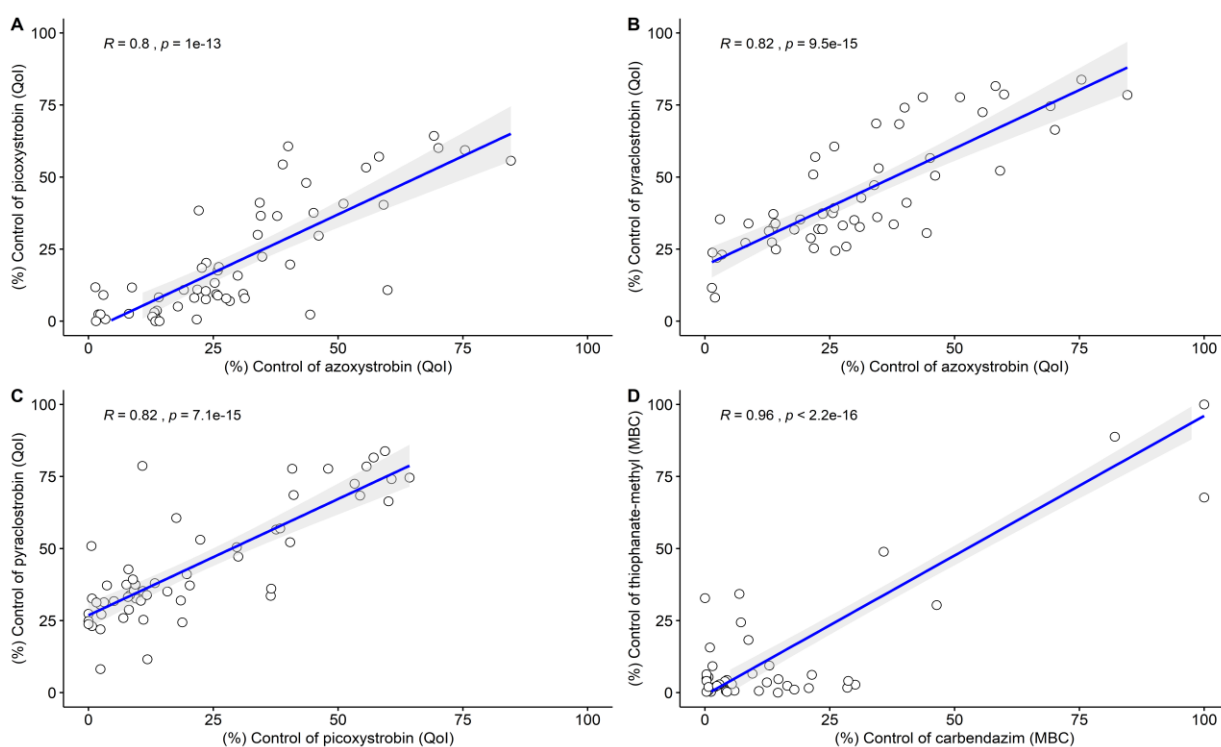 A
R = 0.8 , p = 1e-13
(%) Control of picoxystrobin (QoI)
100
75
50
25
0
0 25 50 75 100
(%) Control of azoxystrobin (QoI)
B
R = 0.82 , p = 9.5e-15
(%) Control of pyraclostrobin (QoI)
100
75
50
25
0
0 25 50 75 100
(%) Control of azoxystrobin (QoI)
C
R = 0.82 , p = 7.1e-15
(%) Control of pyraclostrobin (QoI)
100
75
50
25
0
0 25 50 75 100
(%) Control of picoxystrobin (QoI)
D
R = 0.96 , p < 2.2e-16
(%) Control of thiophanate-methyl (MBC)
100
75
50
25
0
0 25 50 75 100
(%) Control of carbendazim (MBC)